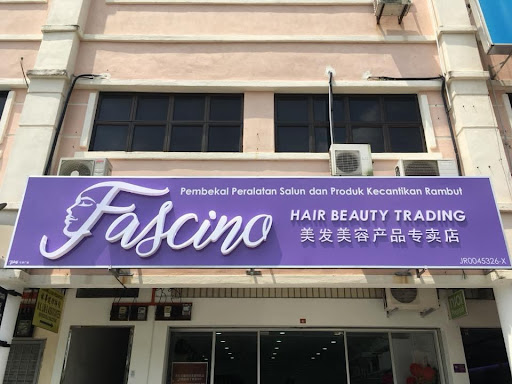 Fascino
Pembekal Peralatan Salun dan Produk Kecantikan Rambut
HAIR BEAUTY TRADING
美发美容产品专卖店
JR0045326-X